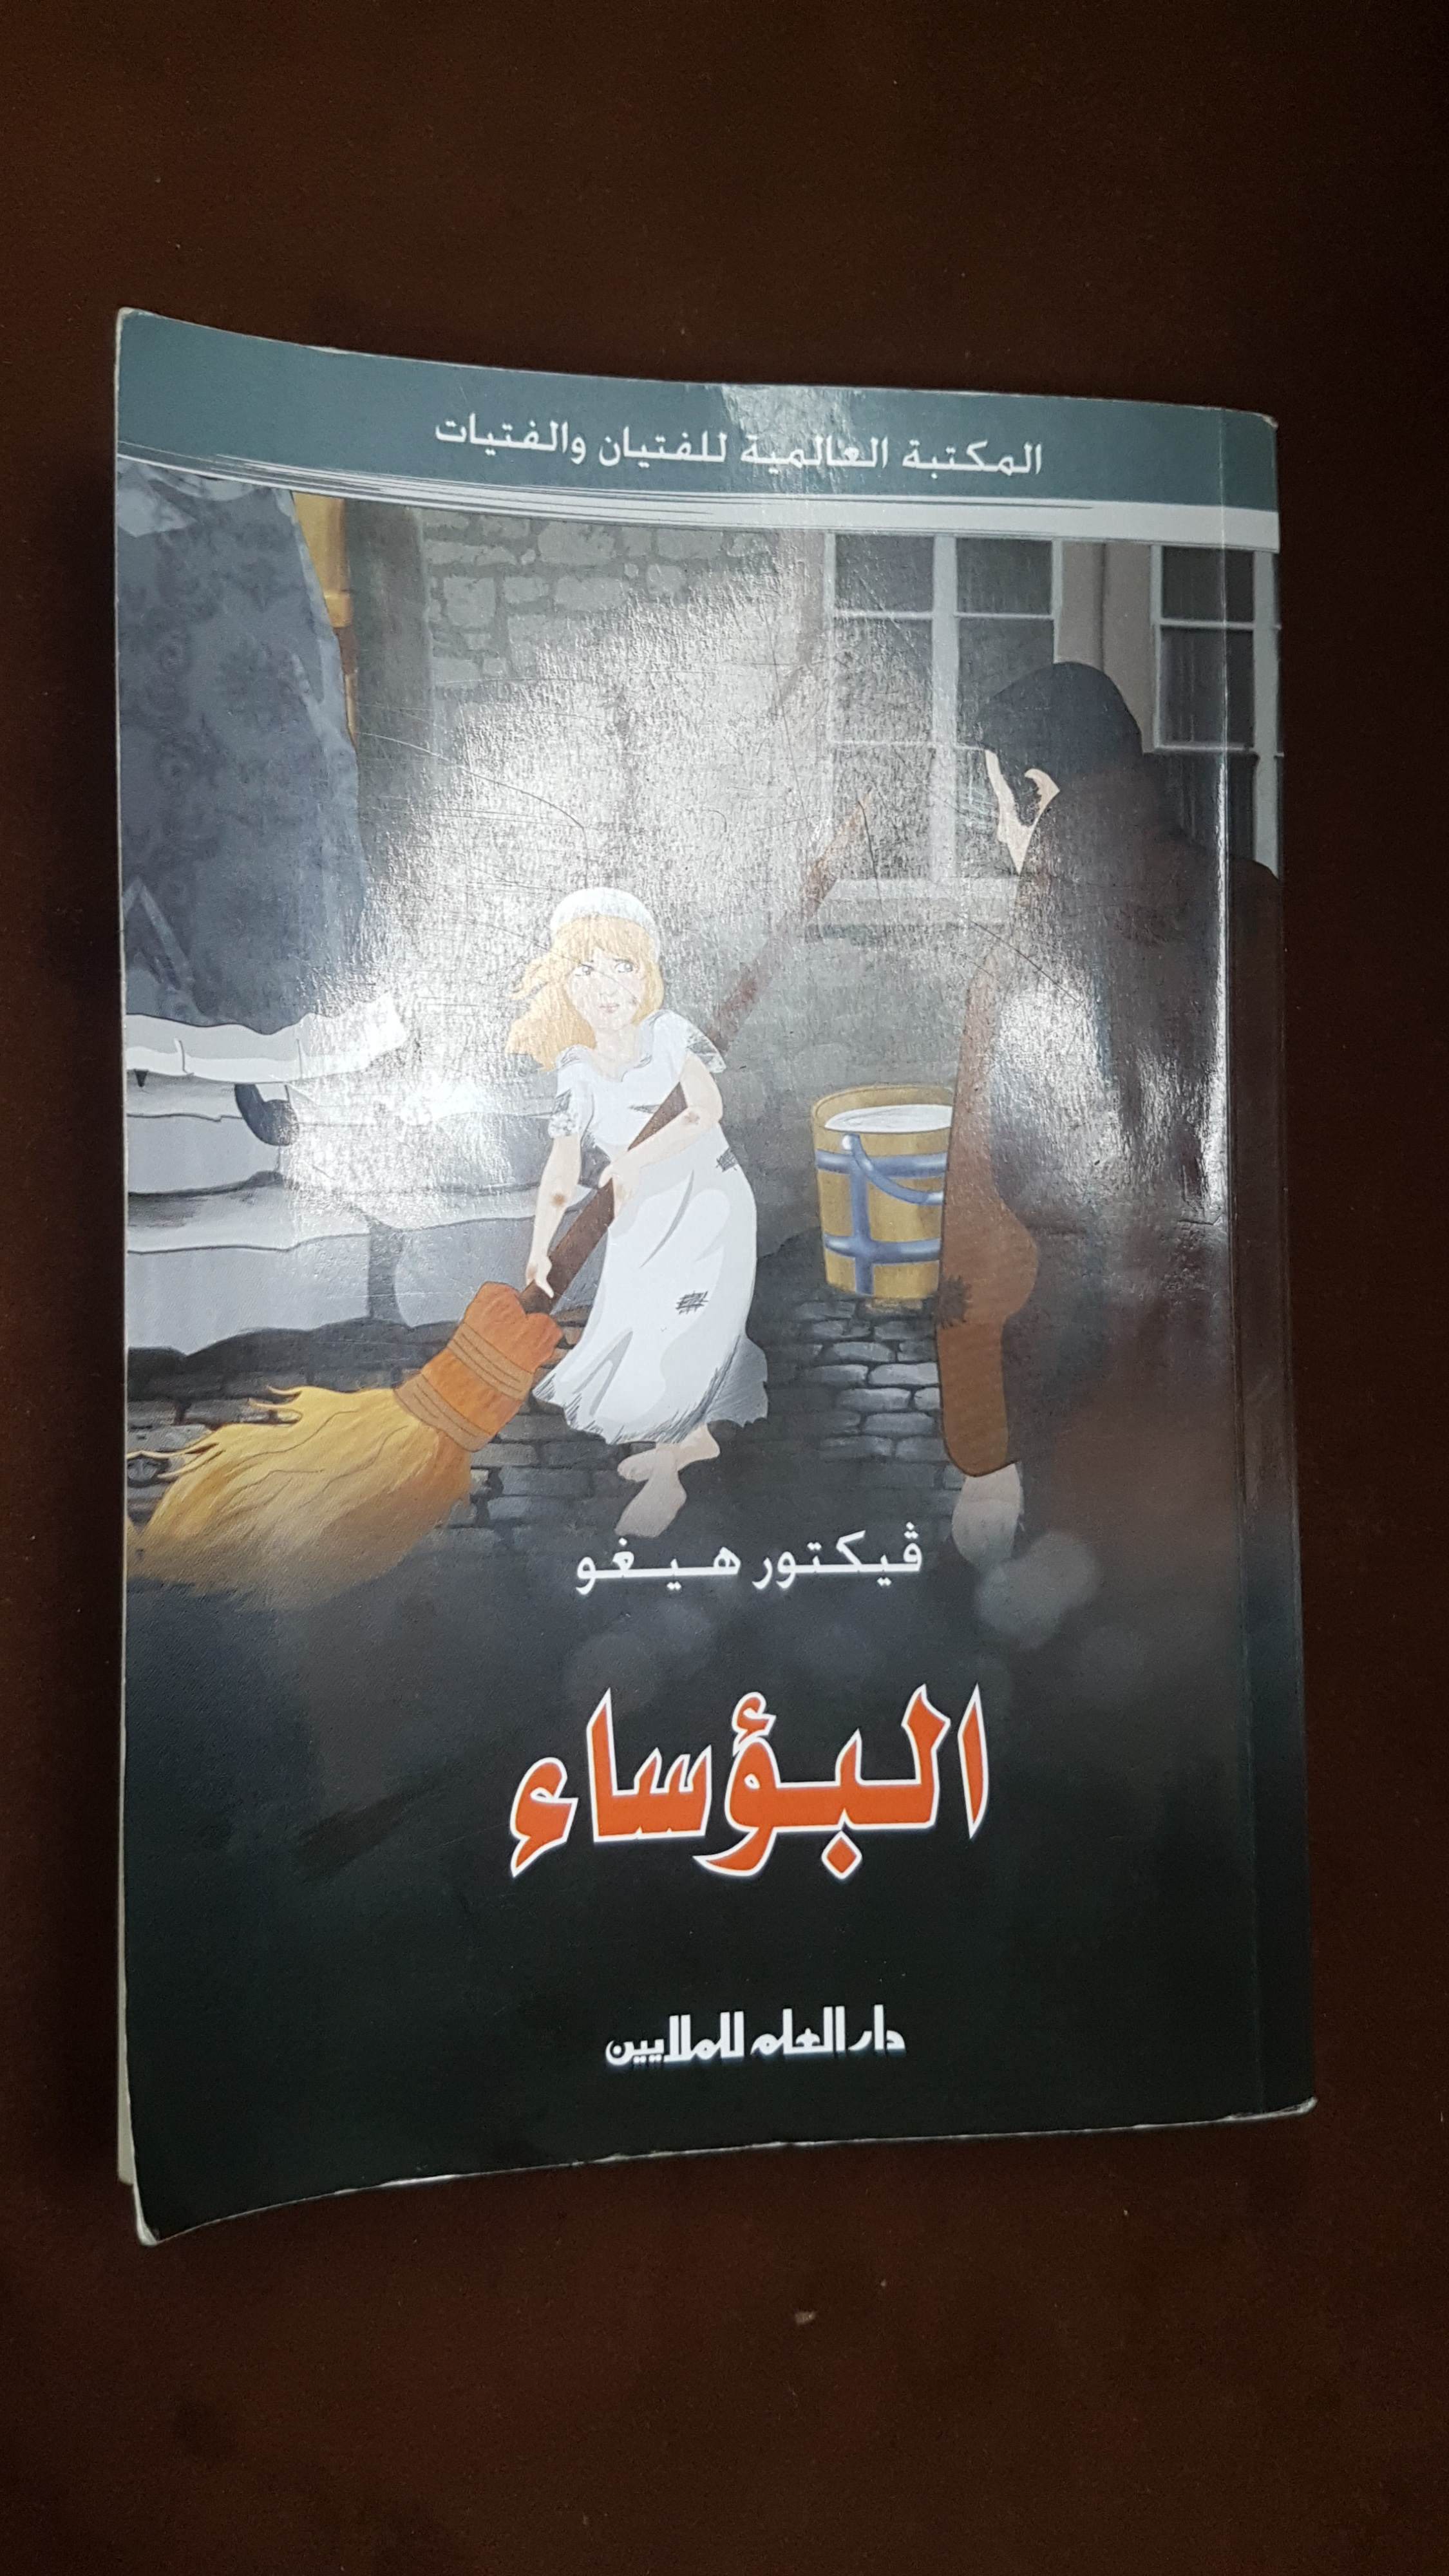 المكتبة العالمية للفتيان والفتيات
ڤيكتور هيغو
البؤساء
دار العلم للملايين